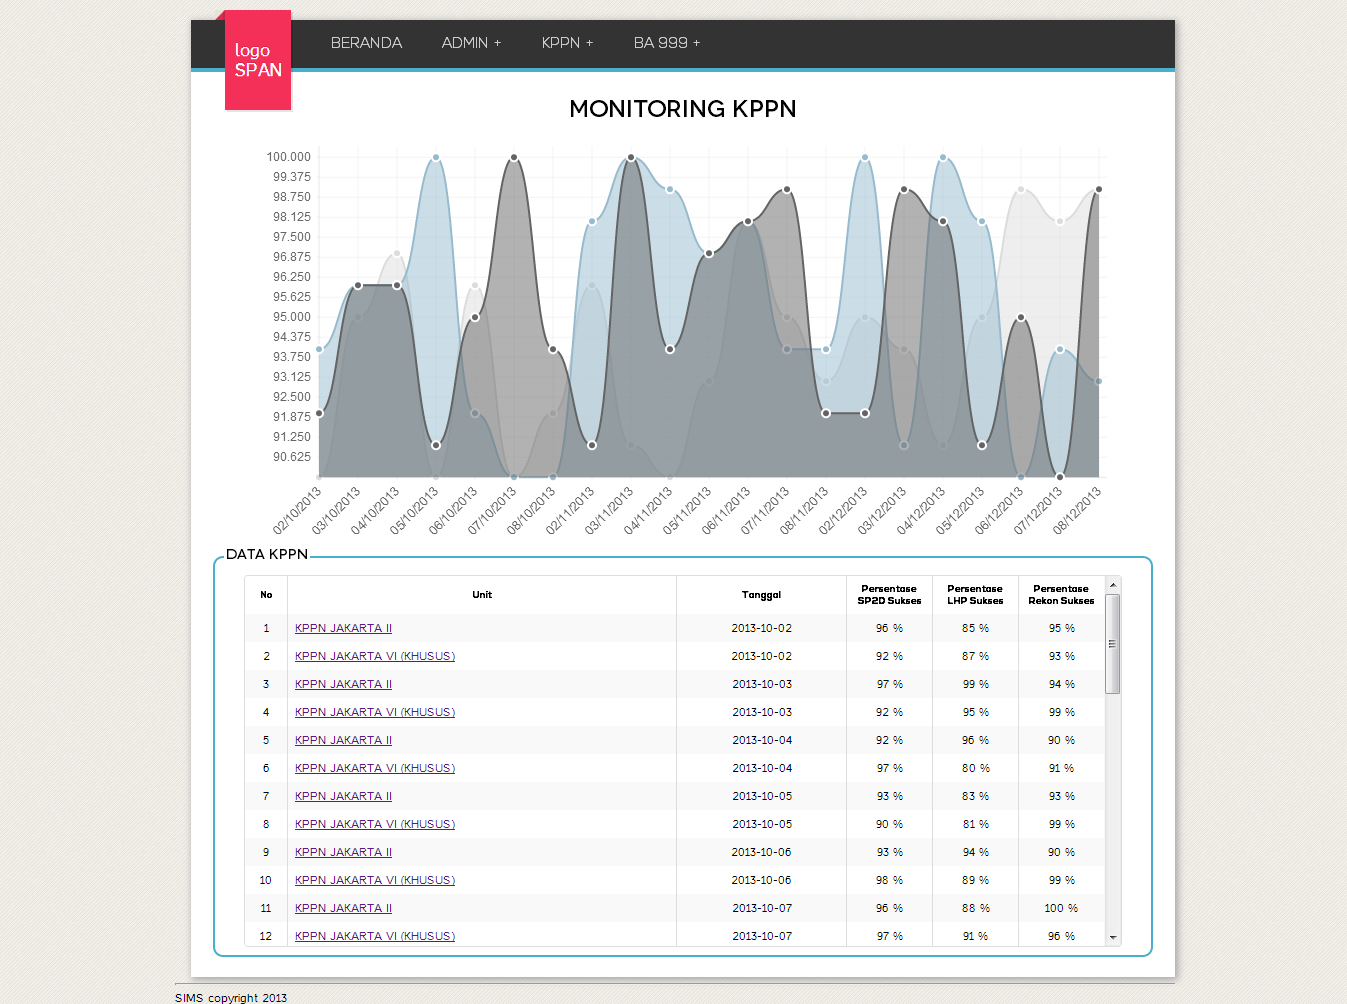 logo
SPAN
BERANDA ADMIN + KPPN + BA 999 +
MONITORING KPPN
100.000
99.375
98.750
98.125
97.500
96.875
96.250
95.625
95.000
94.375
93.750
93.125
92.500
91.875
91.250
90.625
02/10/2013 03/10/2013 04/10/2013 05/10/2013 06/10/2013 07/10/2013 08/10/2013 02/11/2013 03/11/2013 04/11/2013 05/11/2013 06/11/2013 07/11/2013 08/11/2013 02/12/2013 03/12/2013 04/12/2013 05/12/2013 06/12/2013 07/12/2013 08/12/2013
DATA KPPN
No Unit Tanggal Persentase SP2D Sukses Persentase LHP Sukses Persentase Rekon Sukses
1 KPPN JAKARTA II 2013-10-02 96 % 85 % 95 %
2 KPPN JAKARTA VI (KHUSUS) 2013-10-02 92 % 87 % 93 %
3 KPPN JAKARTA II 2013-10-03 97 % 99 % 94 %
4 KPPN JAKARTA VI (KHUSUS) 2013-10-03 92 % 95 % 99 %
5 KPPN JAKARTA II 2013-10-04 92 % 96 % 90 %
6 KPPN JAKARTA VI (KHUSUS) 2013-10-04 97 % 80 % 91 %
7 KPPN JAKARTA II 2013-10-05 93 % 83 % 93 %
8 KPPN JAKARTA VI (KHUSUS) 2013-10-05 90 % 81 % 99 %
9 KPPN JAKARTA II 2013-10-06 93 % 94 % 90 %
10 KPPN JAKARTA VI (KHUSUS) 2013-10-06 98 % 89 % 99 %
11 KPPN JAKARTA II 2013-10-07 96 % 88 % 100 %
12 KPPN JAKARTA VI (KHUSUS) 2013-10-07 97 % 91 % 96 %
SIMS copyright 2013